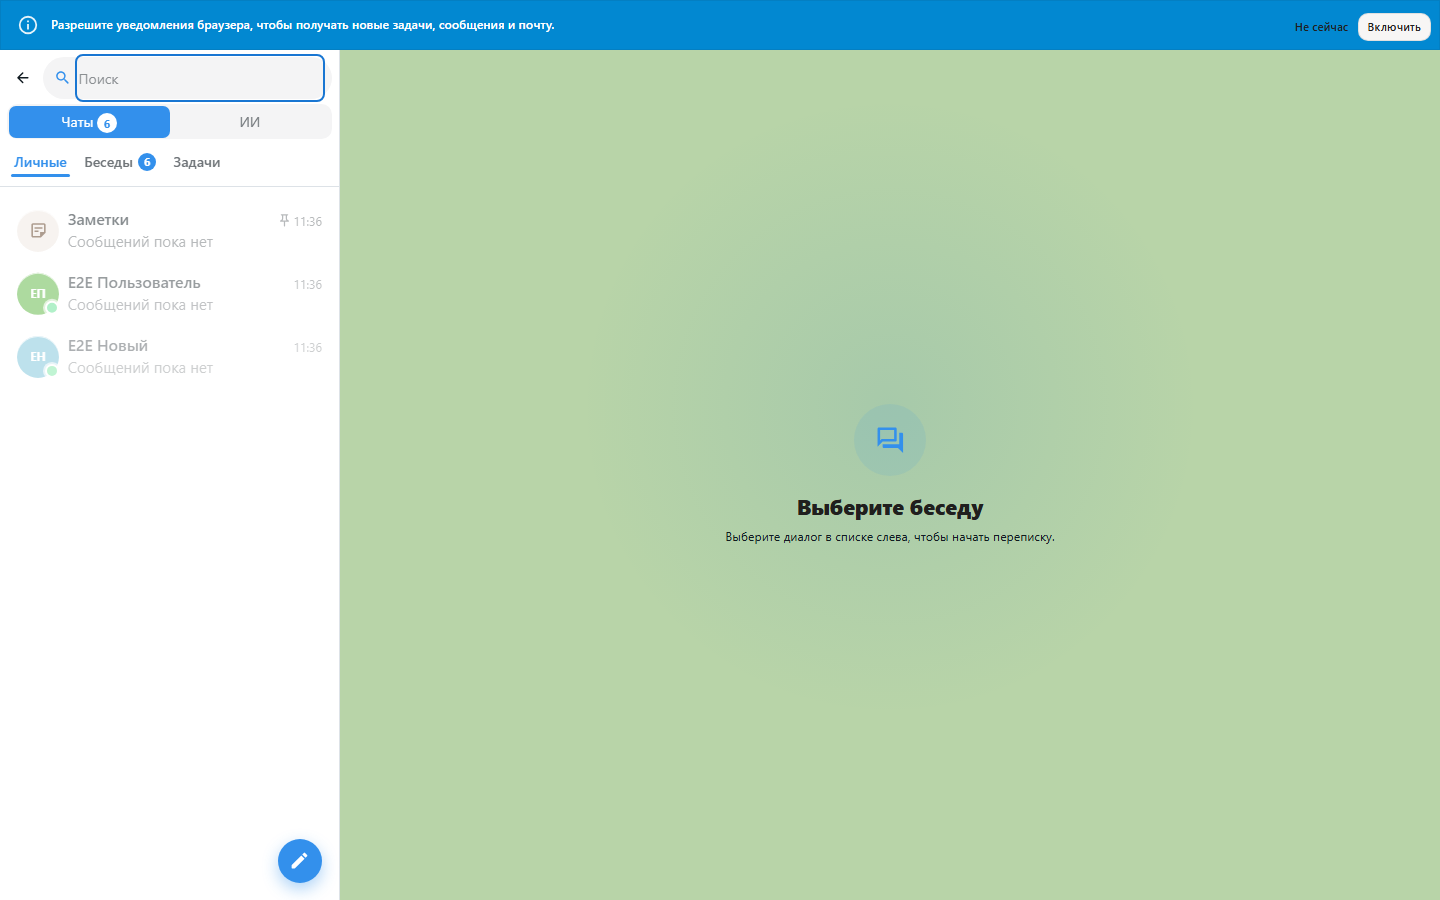 Разрешите уведомления браузера, чтобы получать новые задачи, сообщения и почту.
Не сейчас
Включить
Поиск
Чаты 6
ИИ
Личные
Беседы 6
Задачи
Заметки
11:36
Сообщений пока нет
ЕП
E2E Пользователь
11:36
Сообщений пока нет
ЕН
E2E Новый
11:36
Сообщений пока нет
Выберите беседу
Выберите диалог в списке слева, чтобы начать переписку.